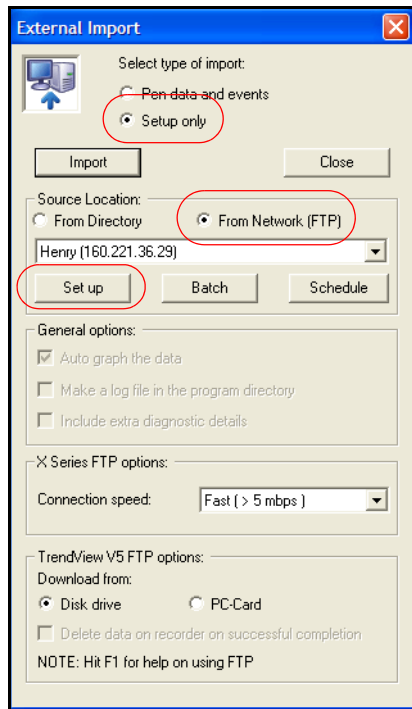 External Import
Select type of import:
Pen data and events
Setup only
Import Close
Source Location:
From Directory From Network (FTP)
Henry (160.221.36.29)
Set up Batch Schedule
General options:
Auto graph the data
Make a log file in the program directory
Include extra diagnostic details
X Series FTP options:
Connection speed: Fast ( > 5 mbps )
TrendView V5 FTP options:
Download from:
Disk drive PC-Card
Delete data on recorder on successful completion
NOTE: Hit F1 for help on using FTP